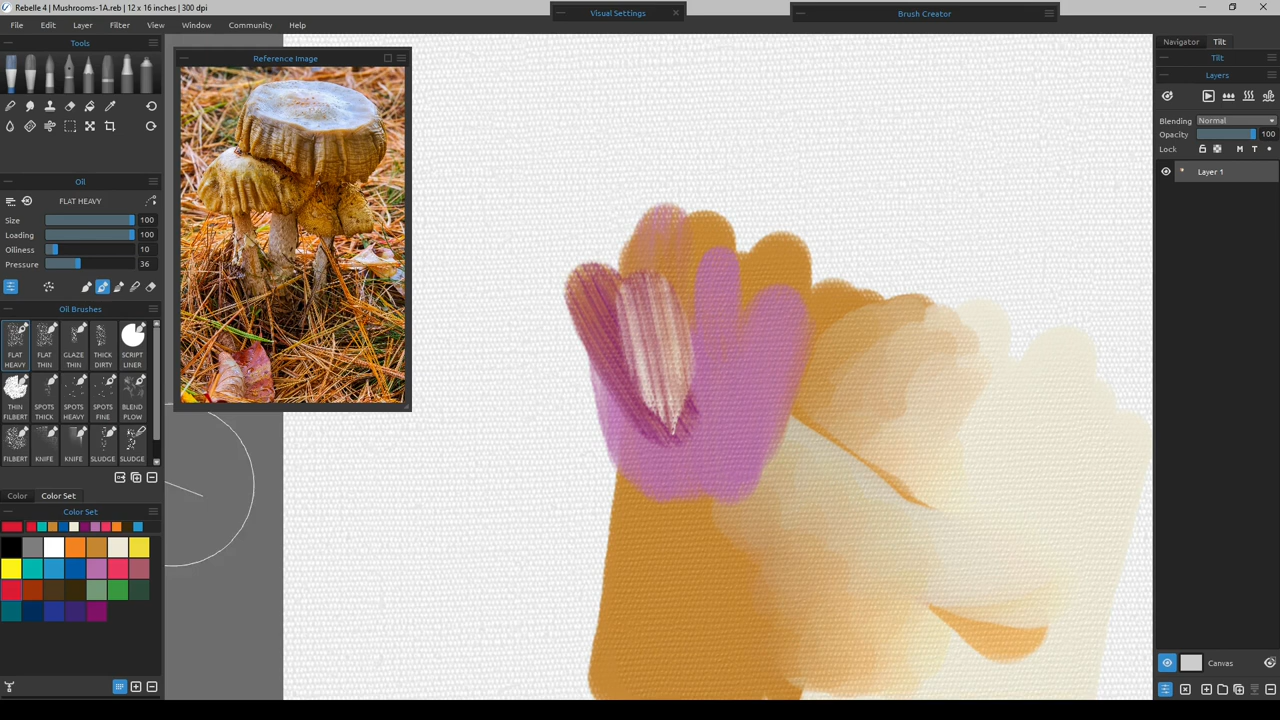 Rebelle 4 | Mushrooms-1A.reb | 12 x 16 inches | 300 dpi
Visual Settings
Brush Creator
File Edit Layer Filter View Window Community Help
Tools
Reference Image
Navigator Tilt
Tilt
Layers
Blending Normal
Opacity 100
Lock M T
Layer 1
Oil
FLAT HEAVY
Size 100
Loading 100
Oiliness 10
Pressure 36
Oil Brushes
FLAT HEAVY
FLAT THIN
GLAZE THIN
THICK DIRTY
SCRIPT LINER
THIN FILBERT
SPOTS THICK
SPOTS HEAVY
SPOTS FINE
BLEND PLOW
FILBERT KNIFE KNIFE SLUDGE SLUDGE
Color Color Set
Color Set
Canvas